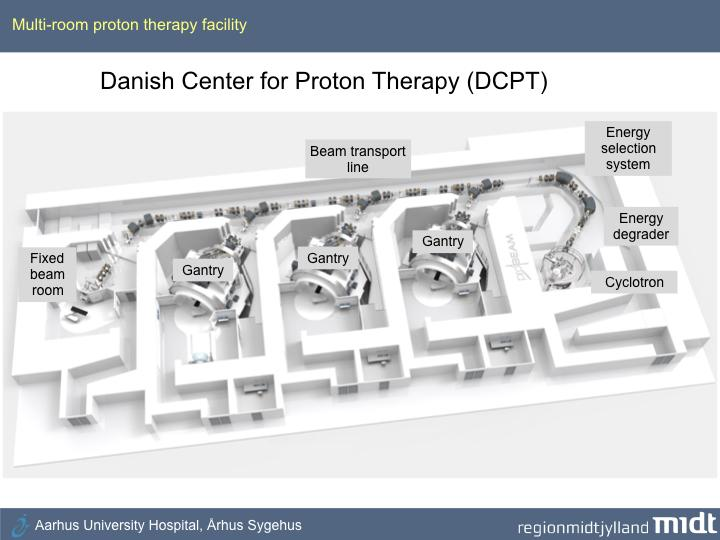 Multi-room proton therapy facility
Danish Center for Proton Therapy (DCPT)
Beam transport
line
Energy
selection
system
Energy
degrader
Cyclotron
Gantry
Gantry
Gantry
Fixed
beam
room
PROBEAM
Aarhus University Hospital, Århus Sygehus
regionmidtjylland midt